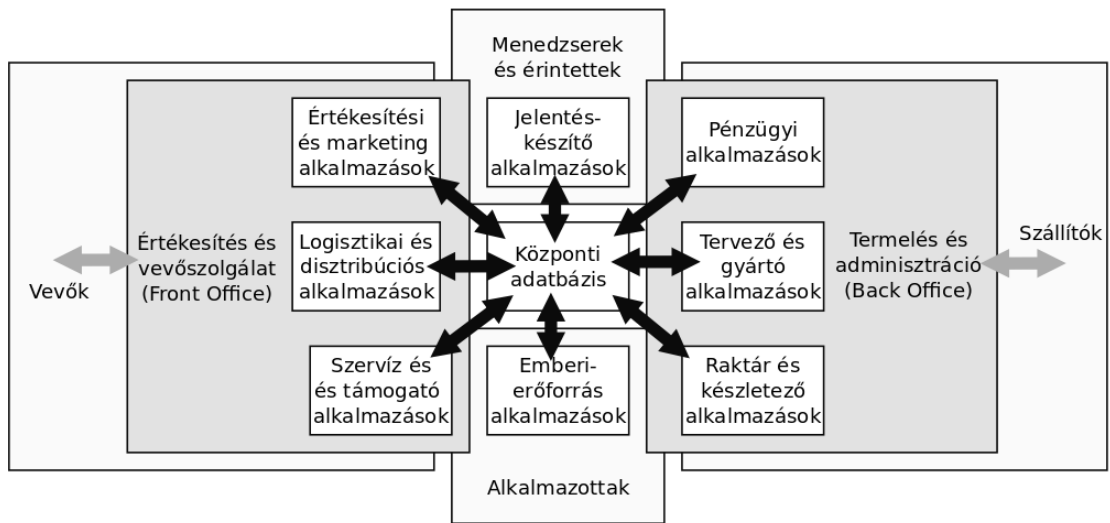 Menedzserek
és érintettek
Értékesítési
és marketing
alkalmazások
Jelentés-
készítő
alkalmazások
Pénzügyi
alkalmazások
Vevők
Értékesítés és
vevőszolgálat
(Front Office)
Logisztikai és
disztribúciós
alkalmazások
Központi
adatbázis
Tervező és
gyártó
alkalmazások
Termelés és
adminisztráció
(Back Office)
Szállítók
Szervíz és
és támogató
alkalmazások
Emberi-
erőforrás
alkalmazások
Raktár és
készletező
alkalmazások
Alkalmazottak